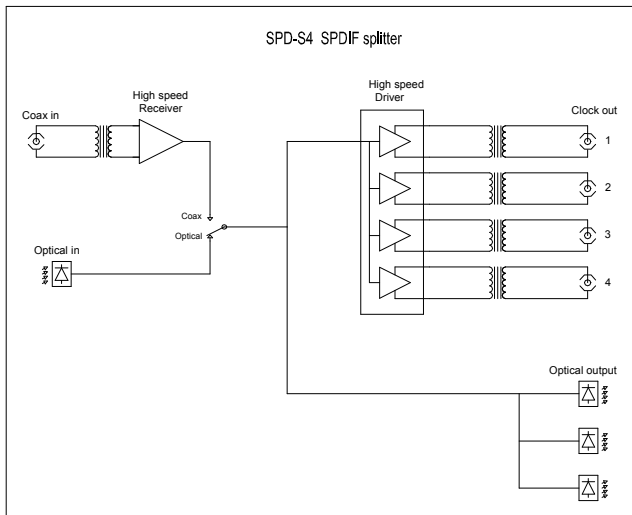 SPD-S4 SPDIF splitter
High speed
Receiver
Coax in
High speed
Driver
Clock out
1
2
3
4
Coax
Optical
Optical in
Optical output